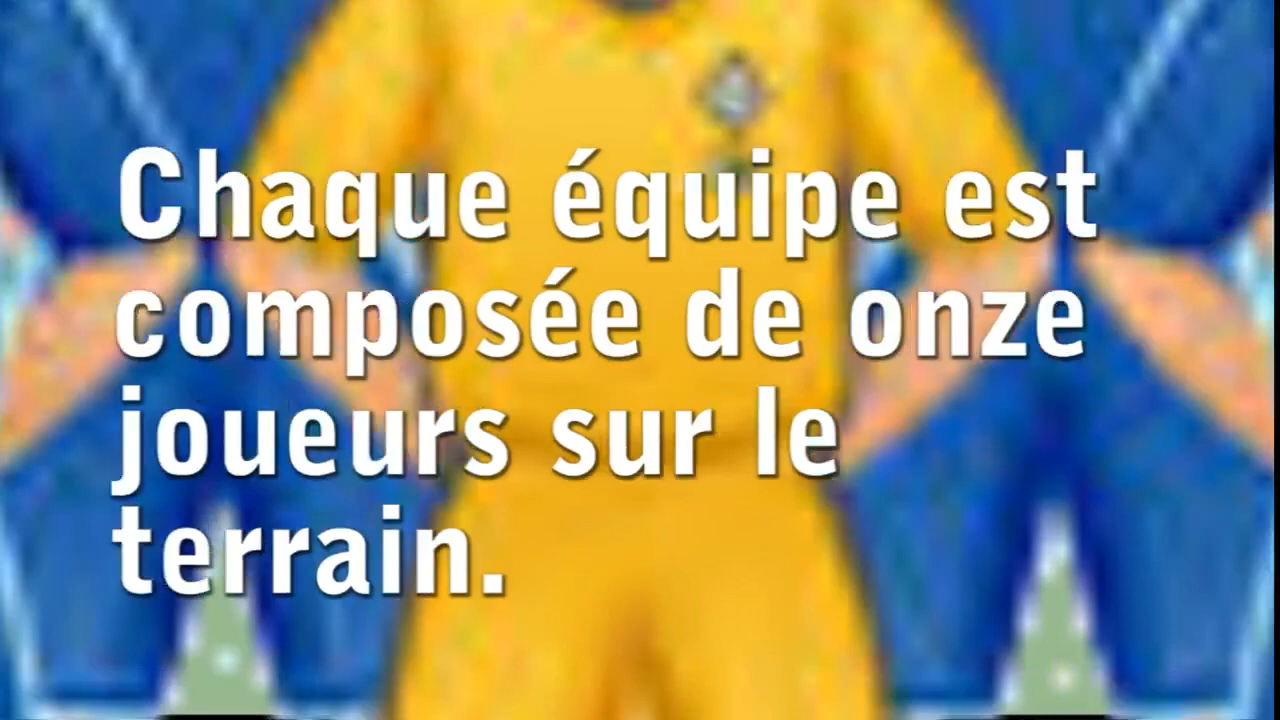 Chaque équipe est
composée de onze
joueurs sur le
terrain.